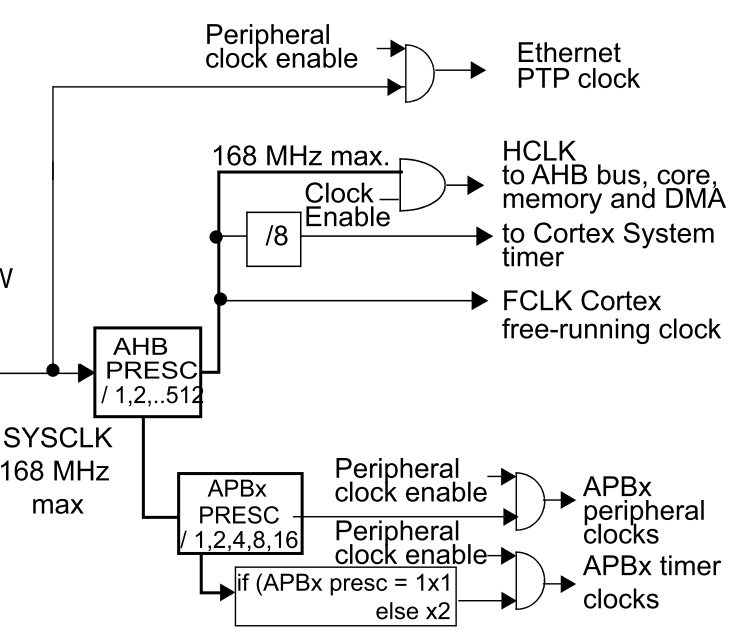 Peripheral
clock enable
Ethernet
PTP clock
168 MHz max.
HCLK
to AHB bus, core,
memory and DMA
Clock
Enable
/8
to Cortex System
timer
FCLK Cortex
free-running clock
AHB
PRESC
/ 1,2,..512
SYSCLK
168 MHz
max
Peripheral
clock enable
APBx
PRESC
/ 1,2,4,8,16
APBx
peripheral
clocks
Peripheral
clock enable
if (APBx presc = 1x1
else x2
APBx timer
clocks